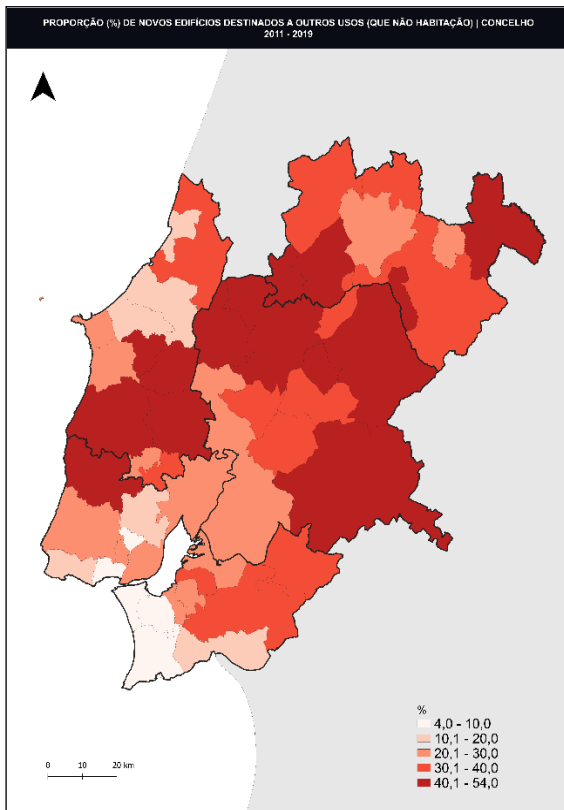 PROPORÇÃO (%) DE NOVOS EDIFÍCIOS DESTINADOS A OUTROS USOS (QUE NÃO HABITAÇÃO) | CONCELHO
2011 - 2019
%
4,0 - 10,0
10,1 - 20,0
20,1 - 30,0
30,1 - 40,0
40,1 - 54,0
0 10 20 km